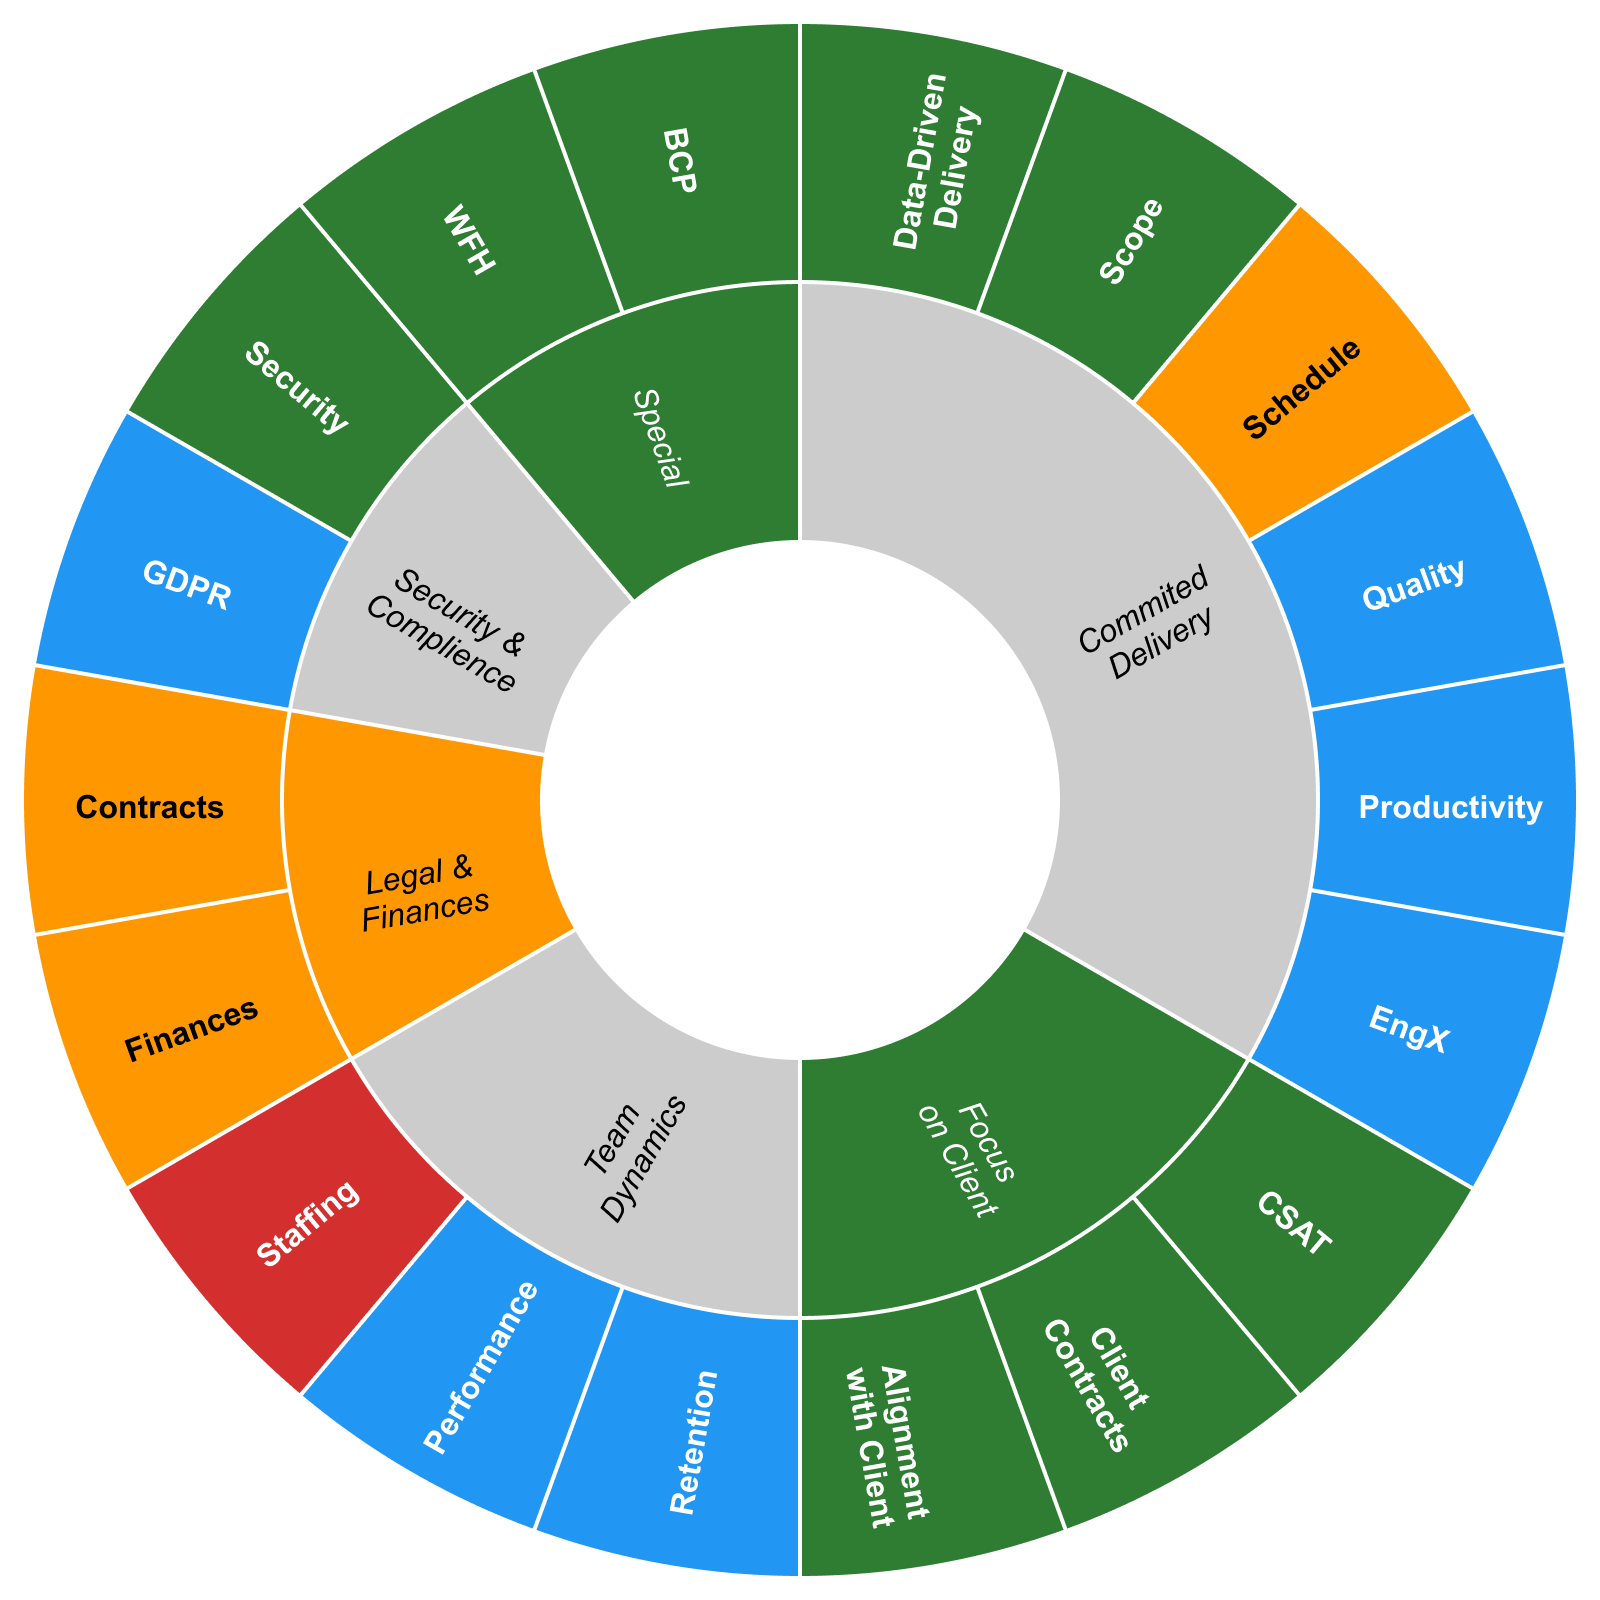 Data-Driven
Delivery
Scope
Schedule
Quality
Productivity
EngX
CSAT
Client
Contracts
Alignment
with Client
Retention
Performance
Staffing
Finances
Contracts
GDPR
Security
WFH
BCP
Commited
Delivery
Focus
on Client
Team
Dynamics
Legal &
Finances
Security &
Complience
Special